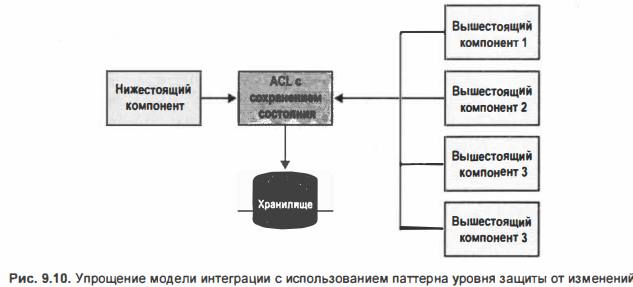 Вышестоящий
компонент 1
Нижестоящий
компонент
ACL с
сохранением
состояния
Вышестоящий
компонент 2
Вышестоящий
компонент 3
Хранилище
Вышестоящий
компонент 3
Рис. 9.10. Упрощение модели интеграции с использованием паттерна уровня защиты от изменений